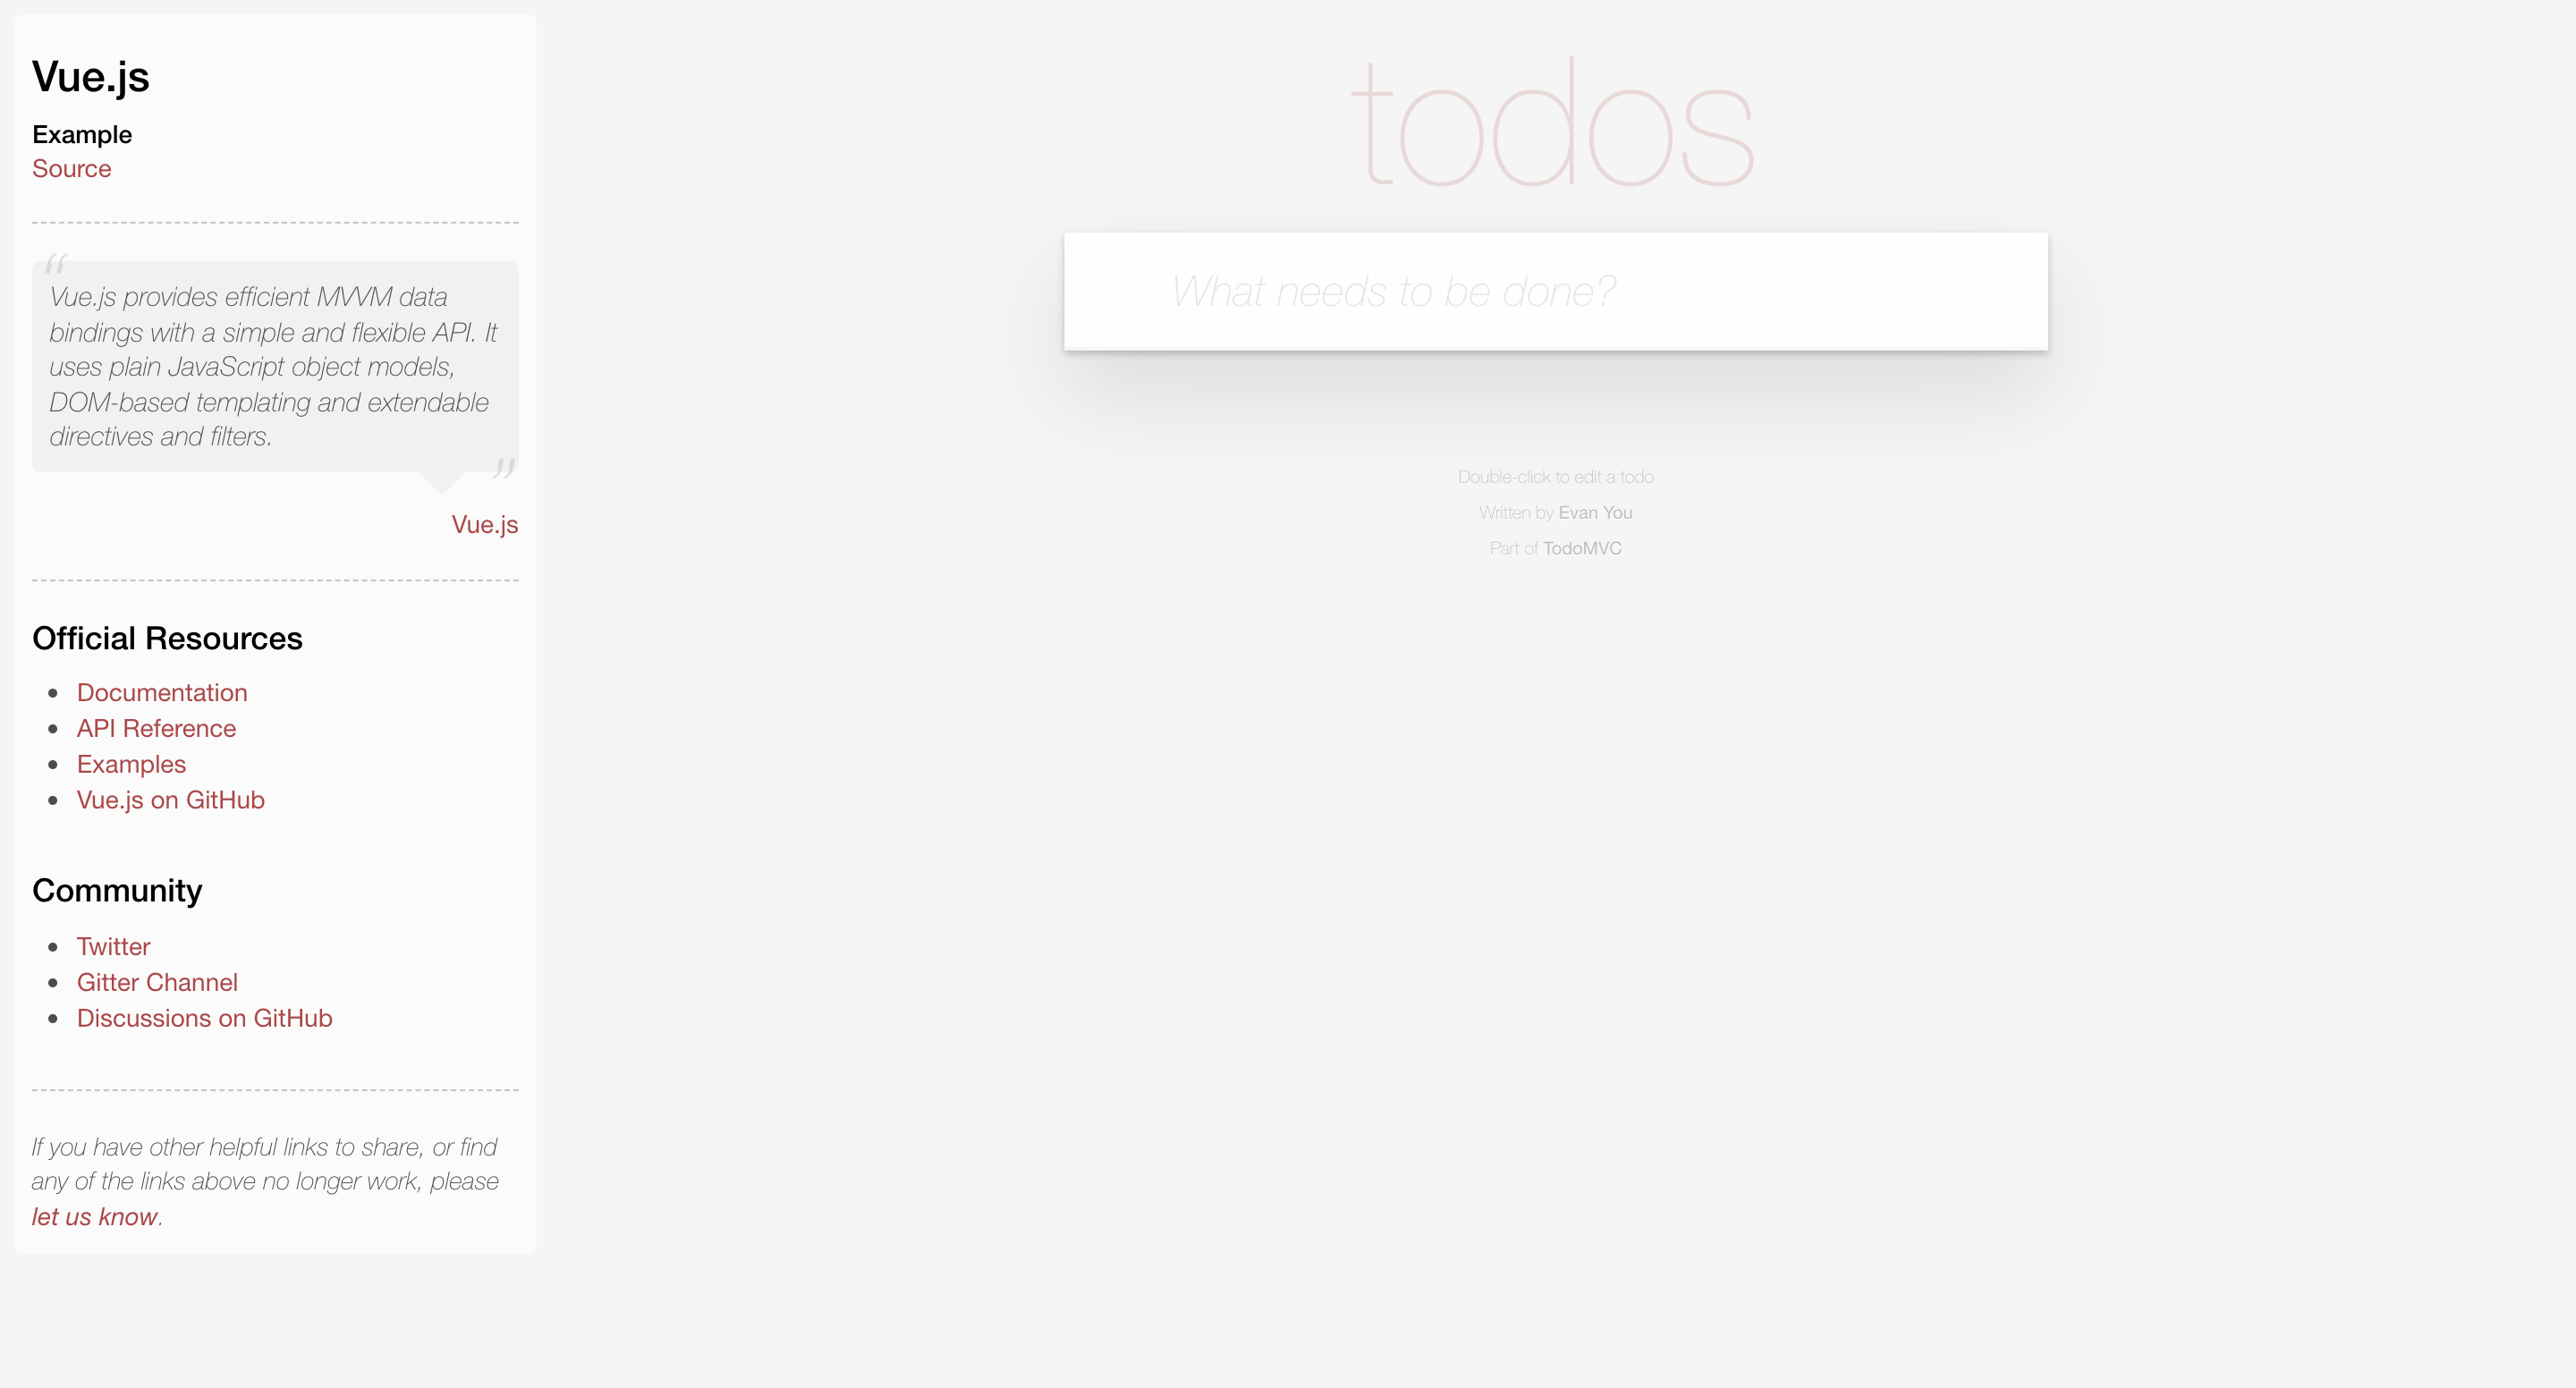 Vue.js
Example
Source
“
Vue.js provides efficient MVVM data
bindings with a simple and flexible API. It
uses plain JavaScript object models,
DOM-based templating and extendable
directives and filters.
”
Vue.js
Official Resources
Documentation
API Reference
Examples
Vue.js on GitHub
Community
Twitter
Gitter Channel
Discussions on GitHub
If you have other helpful links to share, or find
any of the links above no longer work, please
let us know.
todos
What needs to be done?
Double-click to edit a todo
Written by Evan You
Part of TodoMVC